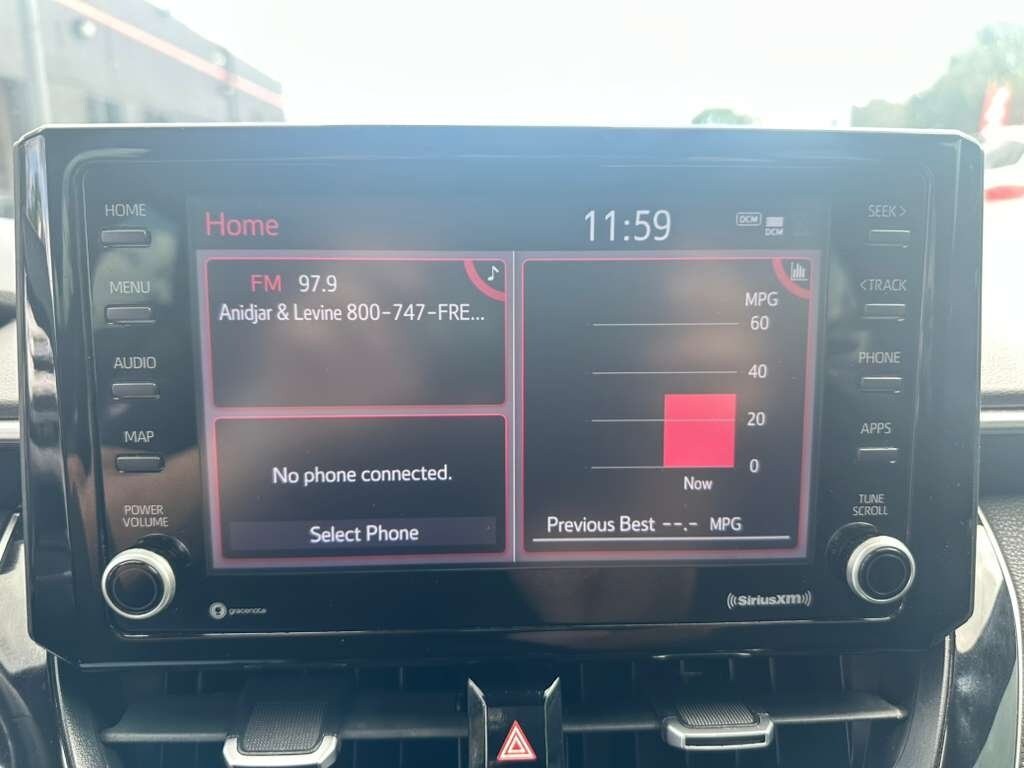 HOME
MENU
AUDIO
MAP
POWER
VOLUME
gracenote
Home
11:59
DCM
DCM
FM 97.9
Anidjar & Levine 800-747-FRE...
No phone connected.
Select Phone
MPG
60
40
20
0
Now
Previous Best --.- MPG
SEEK >
<TRACK
PHONE
APPS
TUNE
SCROLL
((SiriusXM))